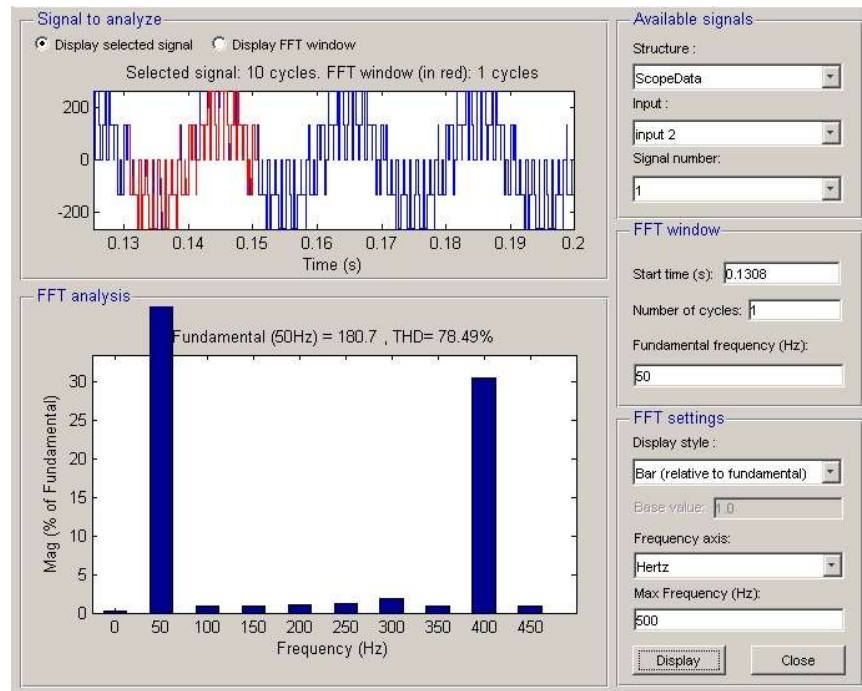 Signal to analyze
Display selected signal Display FFT window
Selected signal: 10 cycles. FFT window (in red): 1 cycles
200
0
-200
0.13 0.14 0.15 0.16 0.17 0.18 0.19 0.2
Time (s)
FFT analysis
Fundamental (50Hz) = 180.7 , THD= 78.49%
30
25
20
15
10
5
0
Mag (% of Fundamental)
0 50 100 150 200 250 300 350 400 450
Frequency (Hz)
Available signals
Structure :
ScopeData
Input :
input 2
Signal number:
1
FFT window
Start time (s): 0.1308
Number of cycles: 1
Fundamental frequency (Hz):
50
FFT settings
Display style :
Bar (relative to fundamental)
Base value: 1.0
Frequency axis:
Hertz
Max Frequency (Hz):
500
Display Close